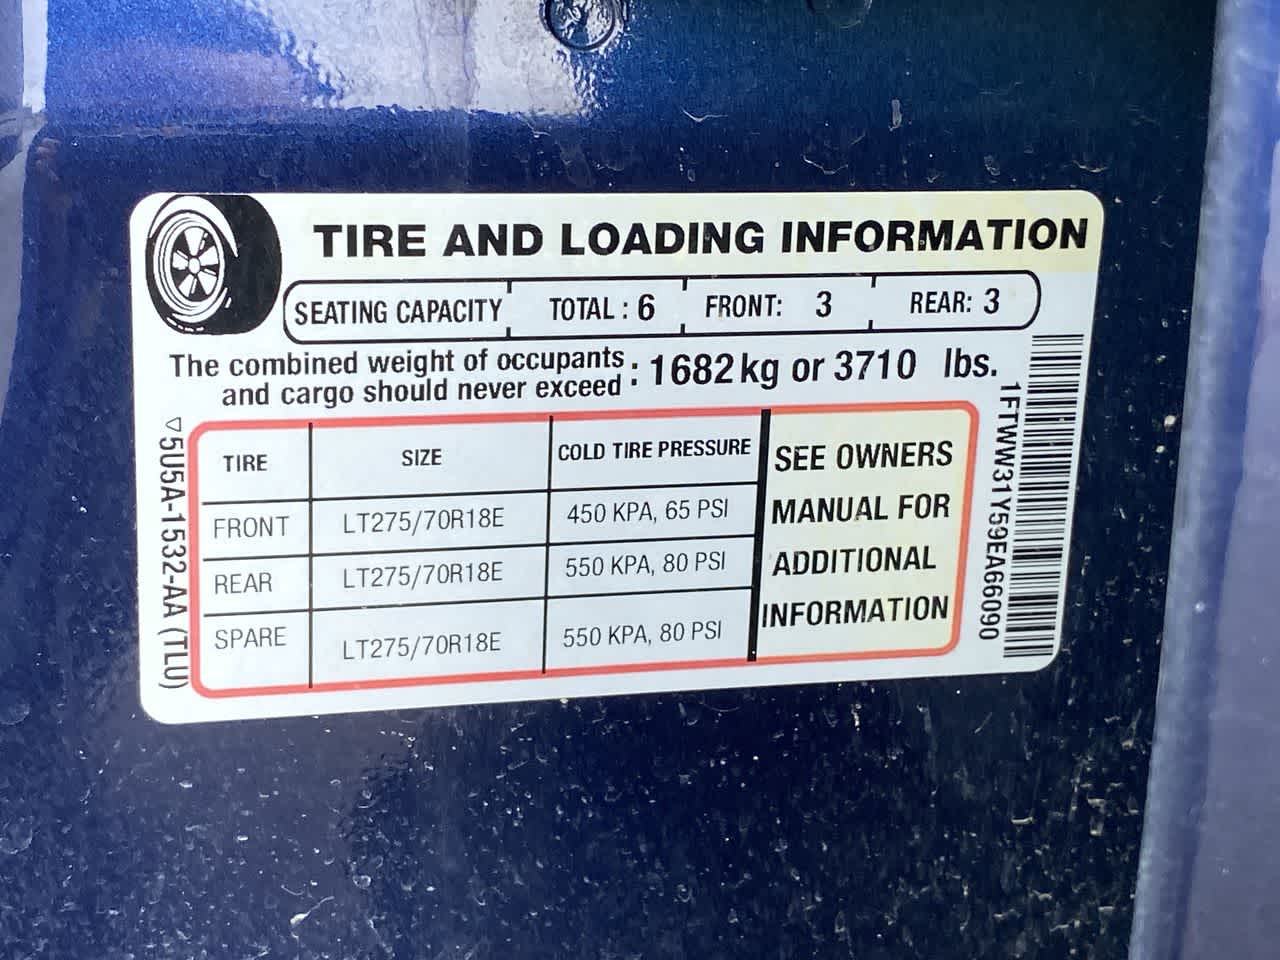 TIRE AND LOADING INFORMATION
SEATING CAPACITY TOTAL : 6 FRONT: 3 REAR: 3
The combined weight of occupants
and cargo should never exceed : 1682 kg or 3710 lbs.
TIRE SIZE COLD TIRE PRESSURE
FRONT LT275/70R18E 450 KPA, 65 PSI
REAR LT275/70R18E 550 KPA, 80 PSI
SPARE LT275/70R18E 550 KPA, 80 PSI
SEE OWNERS
MANUAL FOR
ADDITIONAL
INFORMATION
5U5A-1532-AA (TLU)
1FTWW31Y59EA66090